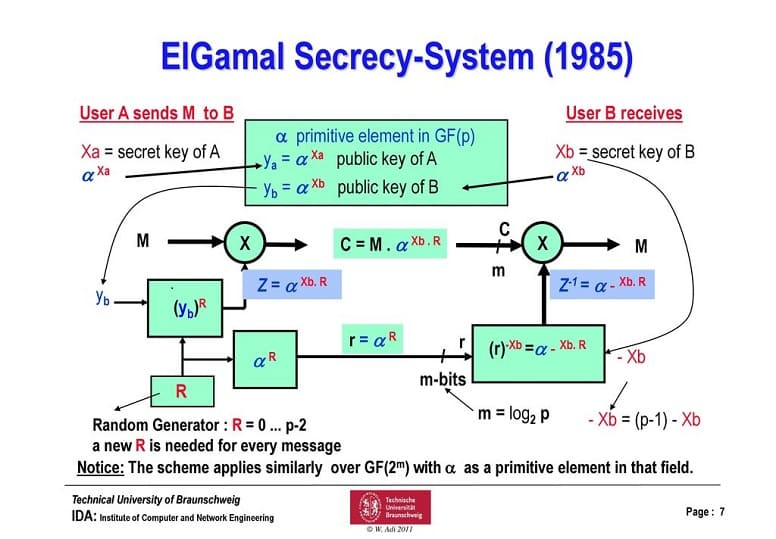 ElGamal Secrecy-System (1985)
User A sends M to B
User B receives
Xa = secret key of A
α Xa
α primitive element in GF(p)
ya = α Xa public key of A
yb = α Xb public key of B
Xb = secret key of B
α Xb
M
X
C = M . α Xb . R
C
m
X
M
Z = α Xb. R
Z-1 = α - Xb. R
yb
(yb)R
r = α R
α R
r
m-bits
(r)-Xb =α - Xb. R
- Xb
R
m = log2 p
- Xb = (p-1) - Xb
Random Generator : R = 0 ... p-2
a new R is needed for every message
Notice: The scheme applies similarly over GF(2m) with α as a primitive element in that field.
Technical University of Braunschweig
IDA: Institute of Computer and Network Engineering
Technische
Universität
Braunschweig
© W. Adi 2011
Page : 7